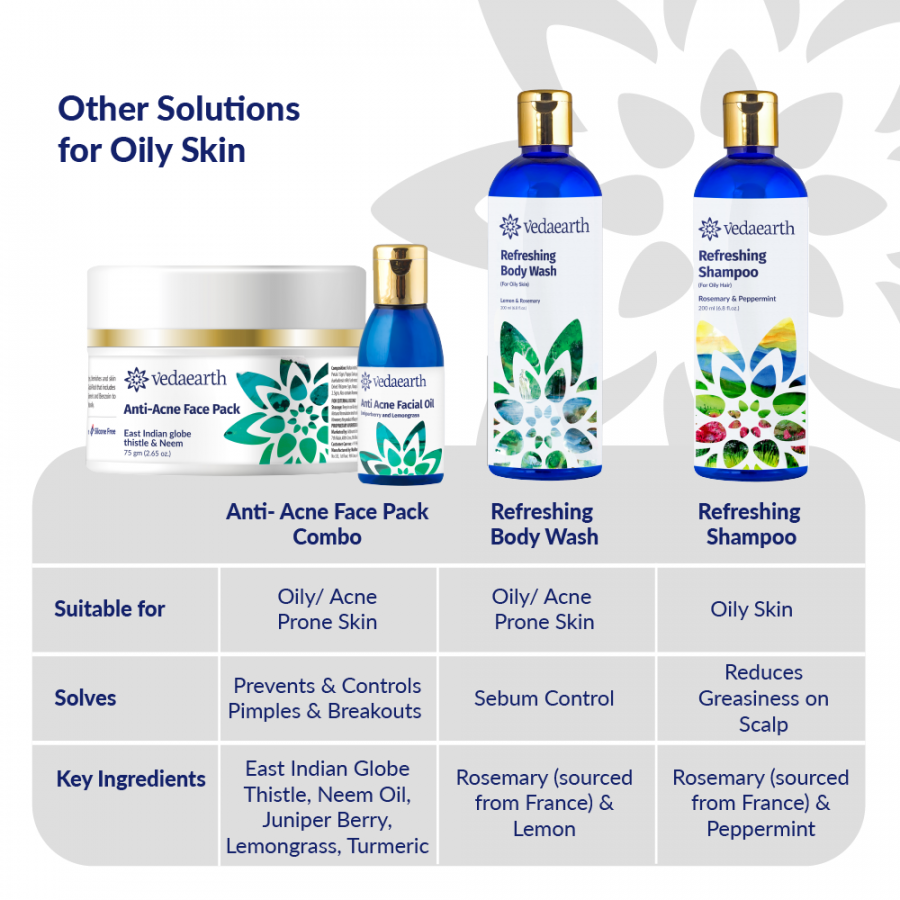 Other Solutions
for Oily Skin
vedaearth
Refreshing
Body Wash
(For Oily Skin)
Lemon & Rosemary
vedaearth
Refreshing
Shampoo
(For Oily Hair)
Rosemary & Peppermint
200 ml (6.8 fl.oz.)
vedaearth
Anti-Acne Face Pack
East Indian globe
thistle & Neem
75 gm (2.65 oz.)
Silicone Free
vedaearth
Anti Acne Facial Oil
Anti- Acne Face Pack
Combo
Refreshing
Body Wash
Refreshing
Shampoo
Suitable for
Oily/ Acne
Prone Skin
Oily/ Acne
Prone Skin
Oily Skin
Solves
Prevents & Controls
Pimples & Breakouts
Sebum Control
Reduces
Greasiness on
Scalp
Key Ingredients
East Indian Globe
Thistle, Neem Oil,
Juniper Berry,
Lemongrass, Turmeric
Rosemary (sourced
from France) &
Lemon
Rosemary (sourced
from France) &
Peppermint